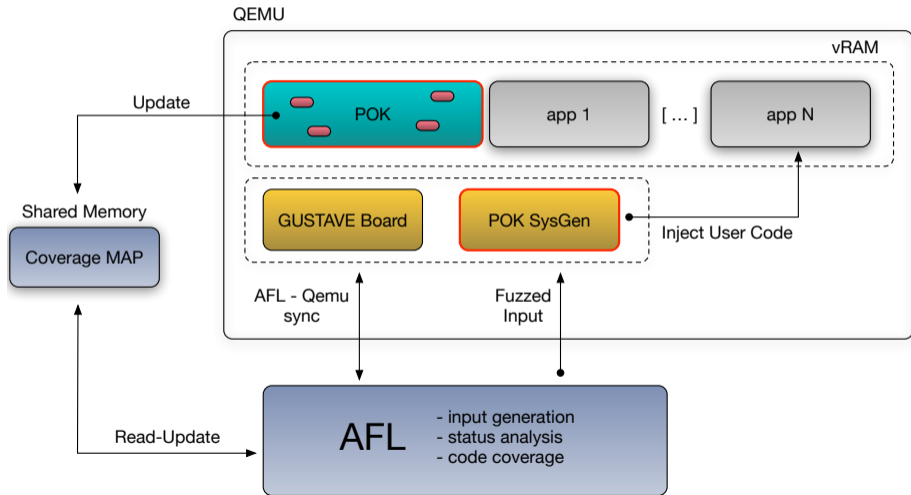 QEMU
vRAM
Update
POK
app 1
[ ... ]
app N
Shared Memory
Coverage MAP
GUSTAVE Board
POK SysGen
Inject User Code
AFL - Qemu
sync
Fuzzed
Input
Read-Update
AFL
- input generation
- status analysis
- code coverage